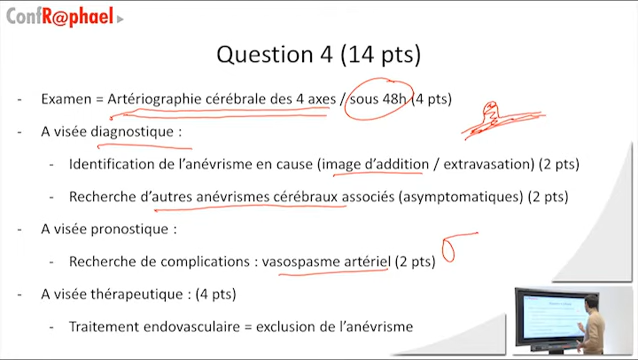 ConfR@phael
Question 4 (14 pts)
- Examen = Artériographie cérébrale des 4 axes / sous 48h (4 pts)
- A visée diagnostique :
- Identification de l'anévrisme en cause (image d'addition / extravasation) (2 pts)
- Recherche d'autres anévrismes cérébraux associés (asymptomatiques) (2 pts)
- A visée pronostique :
- Recherche de complications : vasospasme artériel (2 pts)
- A visée thérapeutique : (4 pts)
- Traitement endovasculaire = exclusion de l'anévrisme